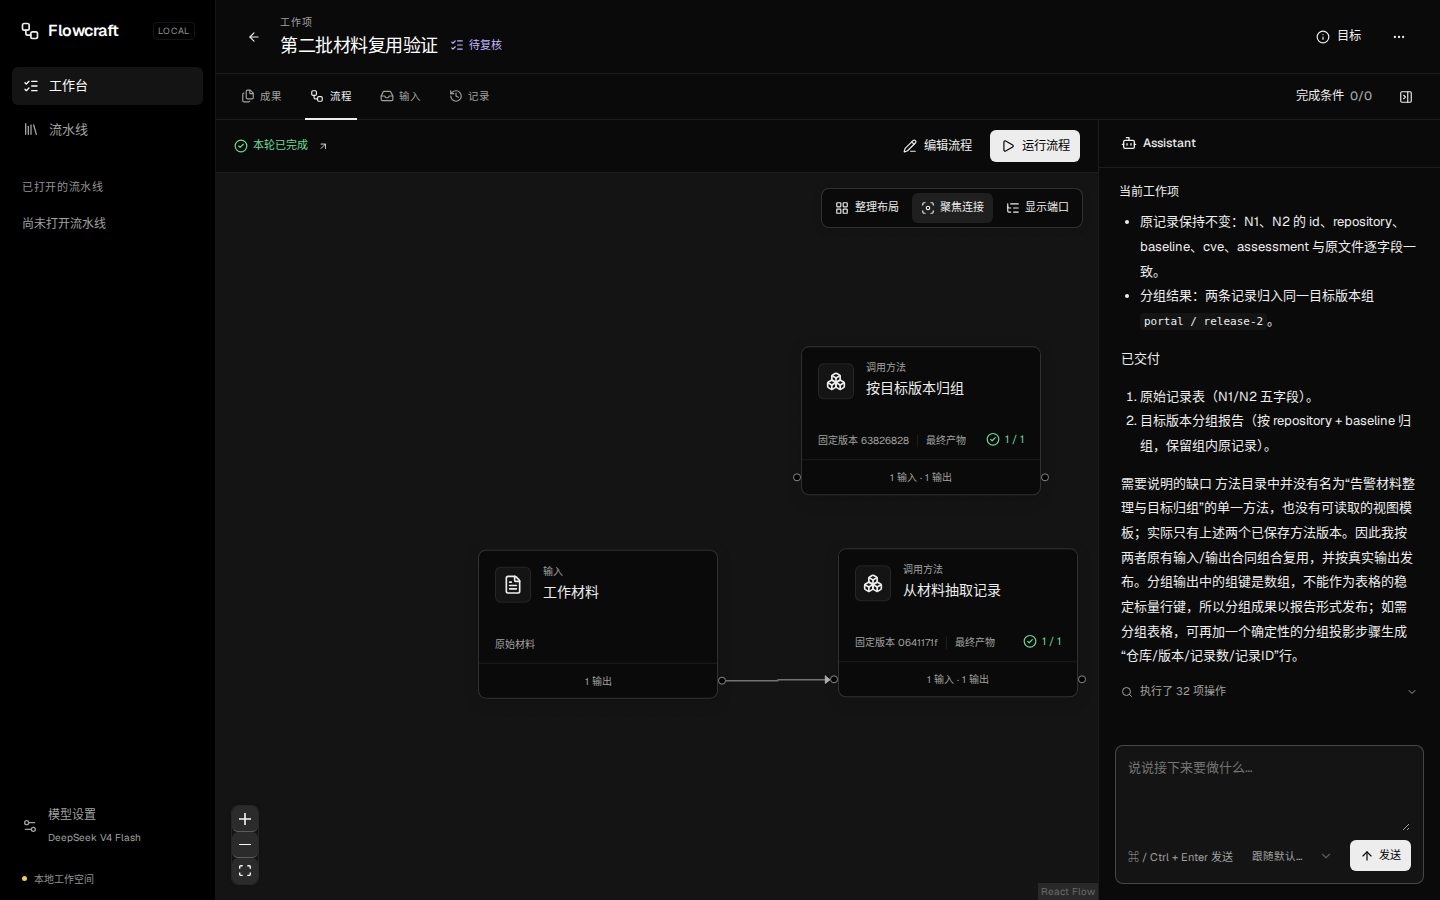 Flowcraft
LOCAL
工作台
流水线
已打开的流水线
尚未打开流水线
模型设置
DeepSeek V4 Flash
本地工作空间
工作项
第二批材料复用验证
待复核
目标
成果
流程
输入
记录
完成条件 0/0
本轮已完成
编辑流程
运行流程
整理布局
聚焦连接
显示端口
调用方法
按目标版本归组
固定版本 63826828
最终产物
1 / 1
1 输入 · 1 输出
输入
工作材料
原始材料
1 输出
调用方法
从材料抽取记录
固定版本 0641171f
最终产物
1 / 1
1 输入 · 1 输出
React Flow
Assistant
当前工作项
• 原记录保持不变：N1、N2 的 id、repository、
baseline、cve、assessment 与原文件逐字段一
致。
• 分组结果：两条记录归入同一目标版本组
portal / release-2。
已交付
1. 原始记录表（N1/N2 五字段）。
2. 目标版本分组报告（按 repository + baseline 归
组，保留组内原记录）。
需要说明的缺口 方法目录中并没有名为“告警材料整
理与目标归组”的单一方法，也没有可读取的视图模
板；实际只有上述两个已保存方法版本。因此我按
两者原有输入/输出合同组合复用，并按真实输出发
布。分组输出中的组键是数组，不能作为表格的稳
定标量行键，所以分组成果以报告形式发布；如需
分组表格，可再加一个确定性的分组投影步骤生成
“仓库/版本/记录数/记录ID”行。
执行了 32 项操作
说说接下来要做什么…
⌘ / Ctrl + Enter 发送
跟随默认…
发送